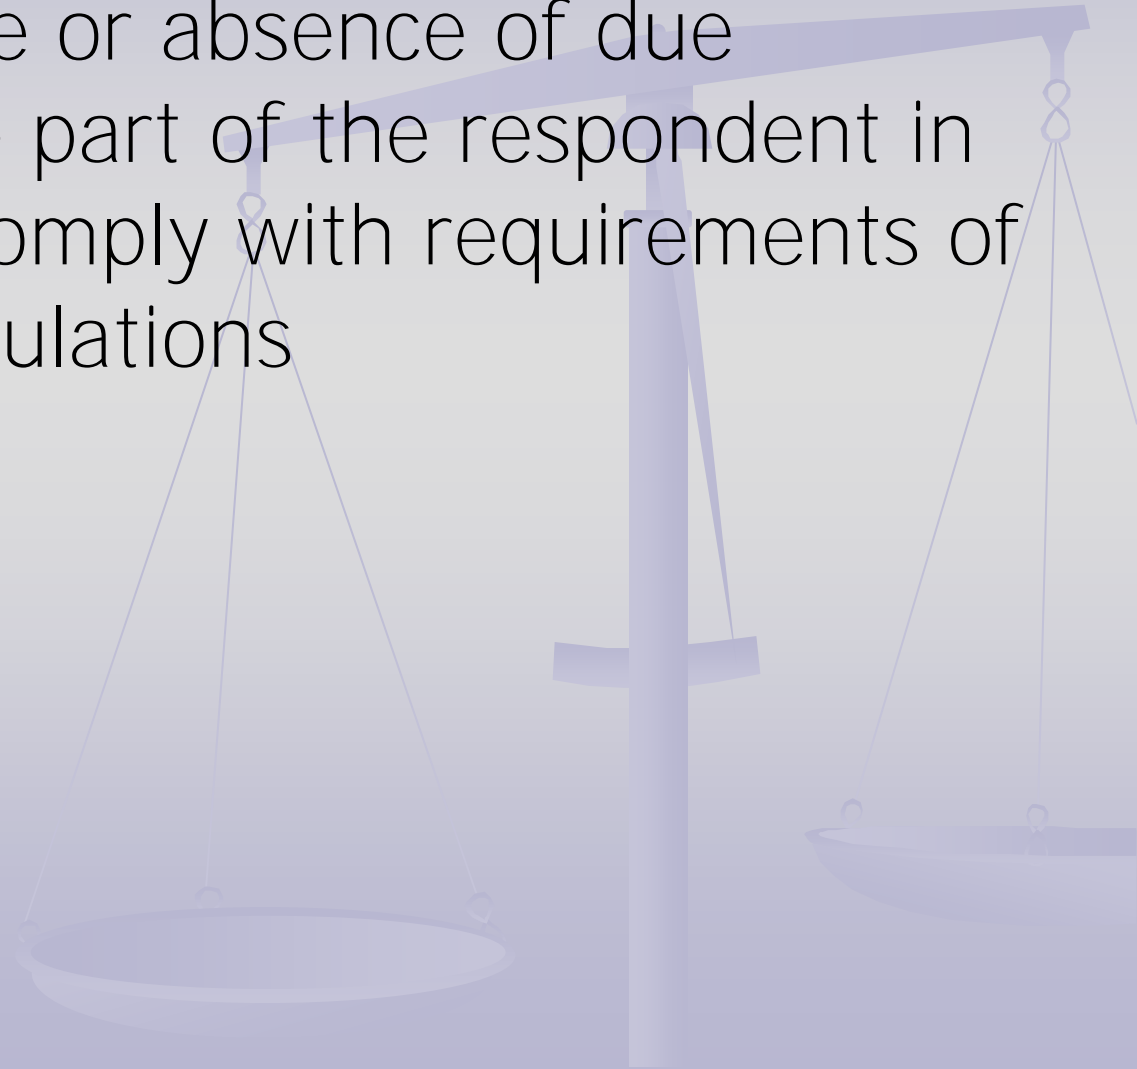 e or absence of due
part of the respondent in
omply with requirements of
ulations